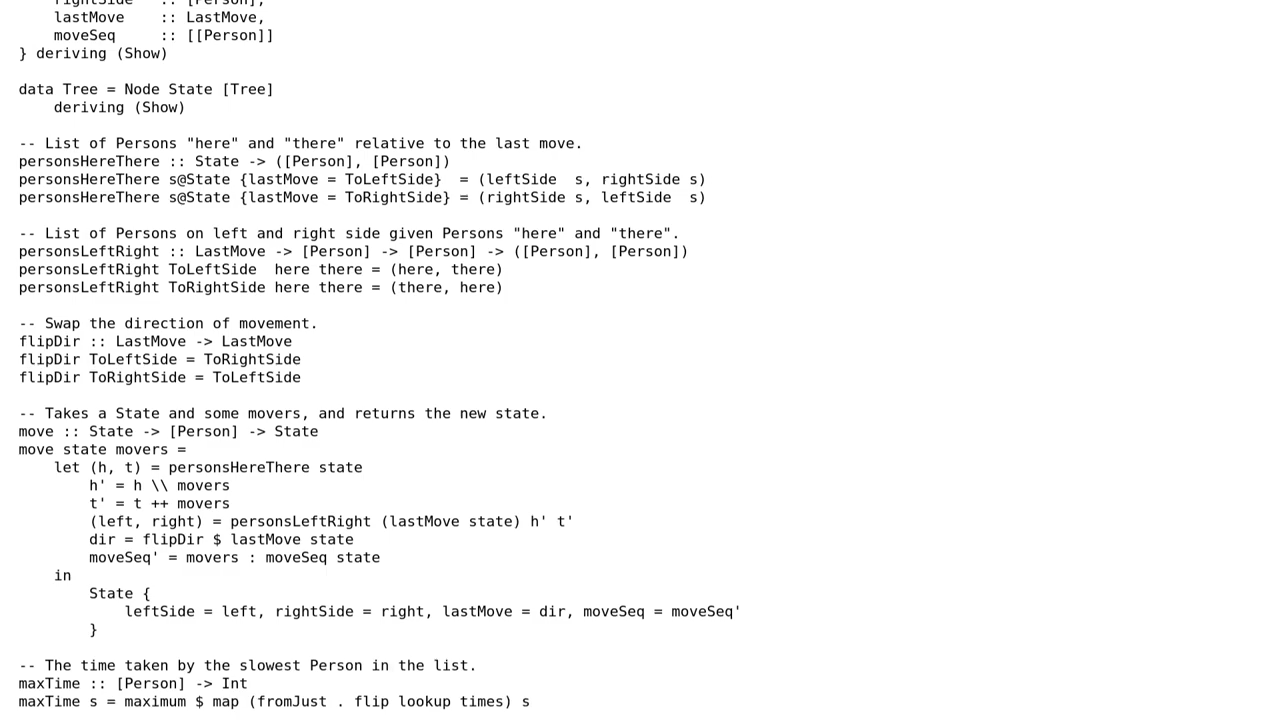 rightSide   :: [Person],
    lastMove    :: LastMove,
    moveSeq     :: [[Person]]
} deriving (Show)

data Tree = Node State [Tree]
    deriving (Show)

-- List of Persons "here" and "there" relative to the last move.
personsHereThere :: State -> ([Person], [Person])
personsHereThere s@State {lastMove = ToLeftSide}  = (leftSide  s, rightSide s)
personsHereThere s@State {lastMove = ToRightSide} = (rightSide s, leftSide  s)

-- List of Persons on left and right side given Persons "here" and "there".
personsLeftRight :: LastMove -> [Person] -> [Person] -> ([Person], [Person])
personsLeftRight ToLeftSide  here there = (here, there)
personsLeftRight ToRightSide here there = (there, here)

-- Swap the direction of movement.
flipDir :: LastMove -> LastMove
flipDir ToLeftSide = ToRightSide
flipDir ToRightSide = ToLeftSide

-- Takes a State and some movers, and returns the new state.
move :: State -> [Person] -> State
move state movers =
    let (h, t) = personsHereThere state
        h' = h \\ movers
        t' = t ++ movers
        (left, right) = personsLeftRight (lastMove state) h' t'
        dir = flipDir $ lastMove state
        moveSeq' = movers : moveSeq state
    in
        State {
            leftSide = left, rightSide = right, lastMove = dir, moveSeq = moveSeq'
        }

-- The time taken by the slowest Person in the list.
maxTime :: [Person] -> Int
maxTime s = maximum $ map (fromJust . flip lookup times) s